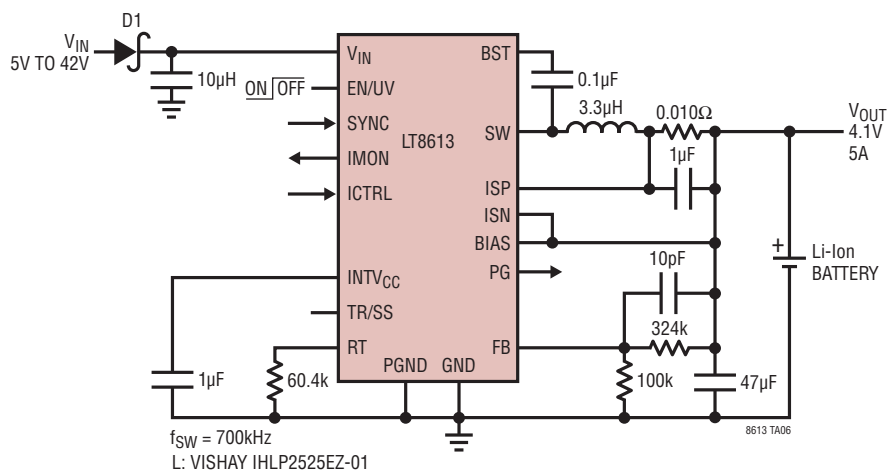 D1
VIN
5V TO 42V
10µH
ON OFF
VIN
EN/UV
SYNC
IMON
ICTRL
INTVCC
TR/SS
RT
PGND
GND
LT8613
BST
SW
ISP
ISN
BIAS
PG
FB
0.1µF
3.3µH
0.010Ω
1µF
VOUT
4.1V
5A
10pF
324k
100k
47µF
+
Li-Ion
BATTERY
1µF
60.4k
fSW = 700kHz
L: VISHAY IHLP2525EZ-01
8613 TA06